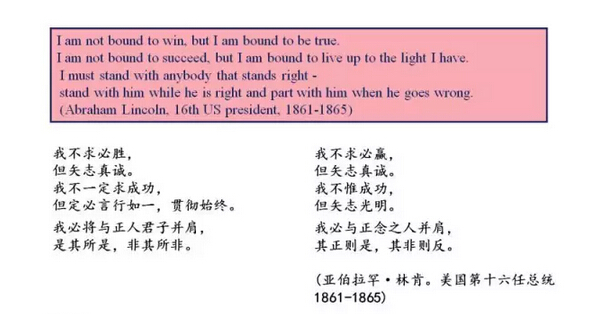 I am not bound to win, but I am bound to be true.
I am not bound to succeed, but I am bound to live up to the light I have.
I must stand with anybody that stands right -
stand with him while he is right and part with him when he goes wrong.
(Abraham Lincoln, 16th US president, 1861-1865)
我不求必胜，
但矢志真诚。
我不一定求成功，
但定必言行如一，贯彻始终。
我必将与正人君子并肩，
是其所是，非其所非。
我不求必赢，
但矢志真诚。
我不惟成功，
但矢志光明。
我必与正念之人并肩，
其正则是，其非则反。
(亚伯拉罕·林肯。美国第十六任总统
1861-1865)